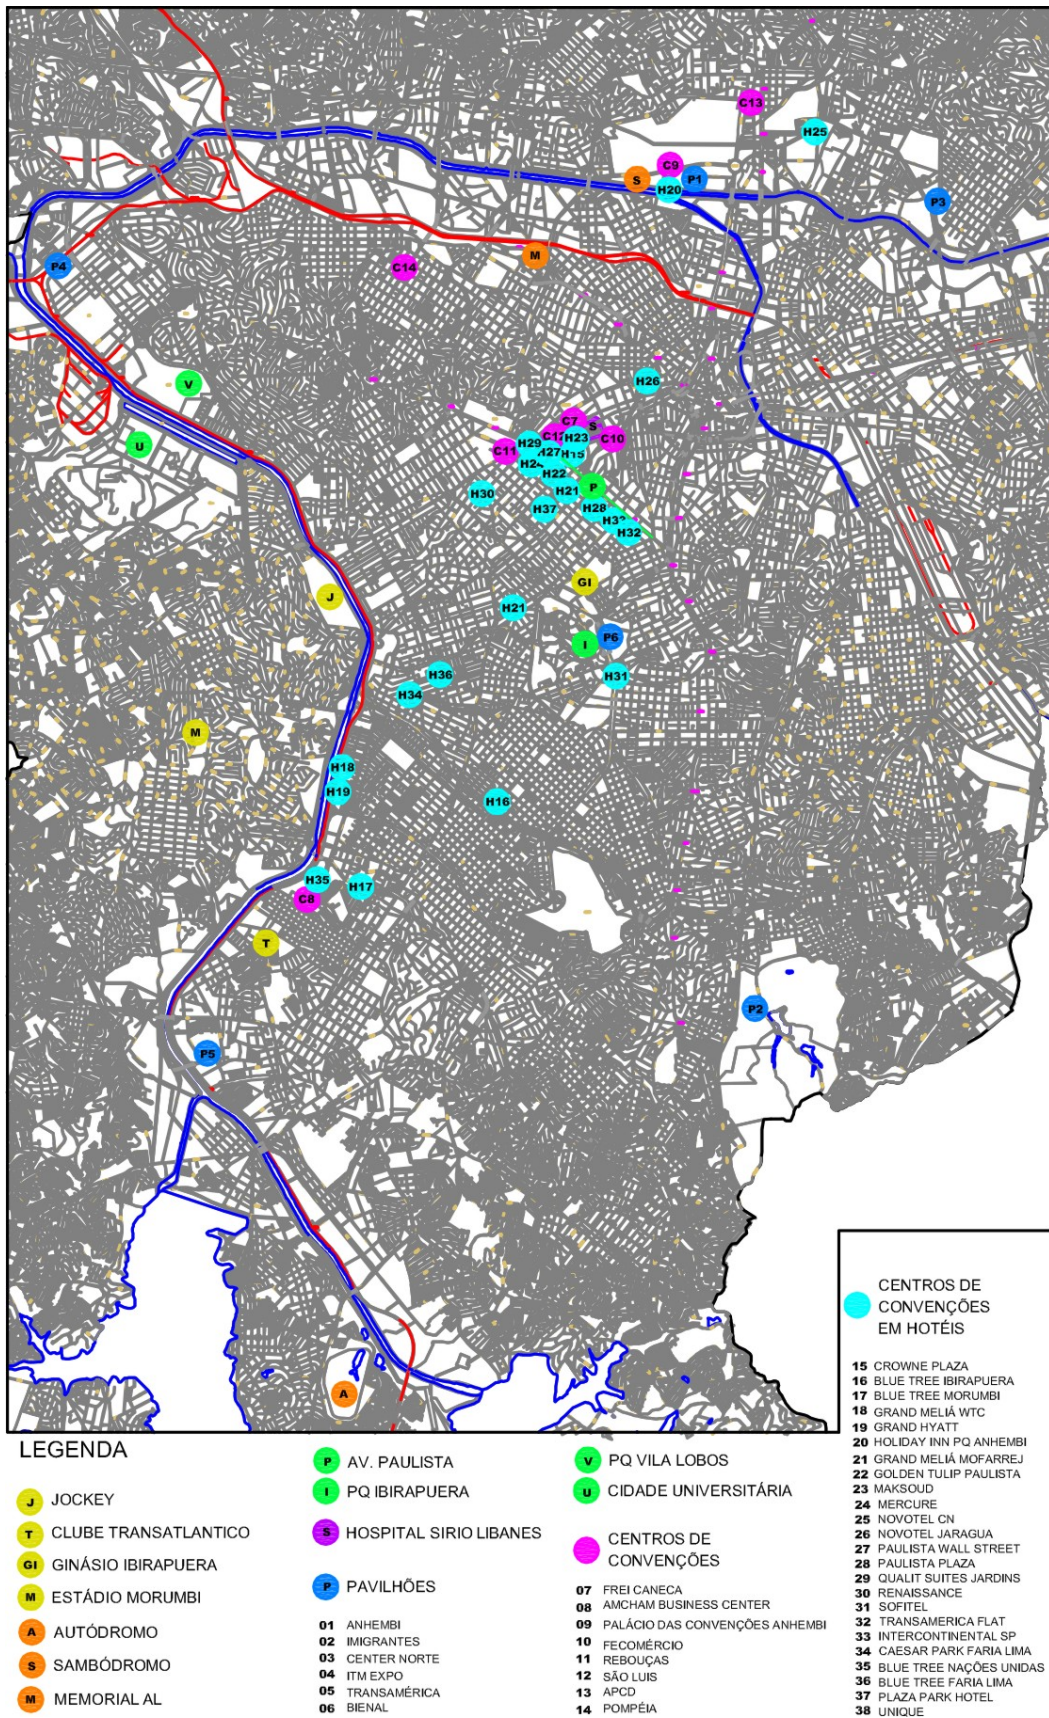 C13
H25
C9
S
P1
H20
P3
M
P4
C14
V
H26
U
C7
S
C12
H23
C10
H29
C11
H27
H15
H24
H22
P
H30
H21
H37
H28
H33
H32
GI
J
H21
P6
I
H31
H36
H34
M
H18
H19
H16
H35
H17
C8
T
P2
P5
A
LEGENDA
J JOCKEY
T CLUBE TRANSATLANTICO
GI GINÁSIO IBIRAPUERA
M ESTÁDIO MORUMBI
A AUTÓDROMO
S SAMBÓDROMO
M MEMORIAL AL
P AV. PAULISTA
I PQ IBIRAPUERA
S HOSPITAL SIRIO LIBANES
P PAVILHÕES
01 ANHEMBI
02 IMIGRANTES
03 CENTER NORTE
04 ITM EXPO
05 TRANSAMÉRICA
06 BIENAL
V PQ VILA LOBOS
U CIDADE UNIVERSITÁRIA
CENTROS DE
CONVENÇÕES
07 FREI CANECA
08 AMCHAM BUSINESS CENTER
09 PALÁCIO DAS CONVENÇÕES ANHEMBI
10 FECOMÉRCIO
11 REBOUÇAS
12 SÃO LUIS
13 APCD
14 POMPÉIA
CENTROS DE
CONVENÇÕES
EM HOTÉIS
15 CROWNE PLAZA
16 BLUE TREE IBIRAPUERA
17 BLUE TREE MORUMBI
18 GRAND MELIÁ WTC
19 GRAND HYATT
20 HOLIDAY INN PQ ANHEMBI
21 GRAND MELIÁ MOFARREJ
22 GOLDEN TULIP PAULISTA
23 MAKSOUD
24 MERCURE
25 NOVOTEL CN
26 NOVOTEL JARAGUA
27 PAULISTA WALL STREET
28 PAULISTA PLAZA
29 QUALIT SUITES JARDINS
30 RENAISSANCE
31 SOFITEL
32 TRANSAMERICA FLAT
33 INTERCONTINENTAL SP
34 CAESAR PARK FARIA LIMA
35 BLUE TREE NAÇÕES UNIDAS
36 BLUE TREE FARIA LIMA
37 PLAZA PARK HOTEL
38 UNIQUE